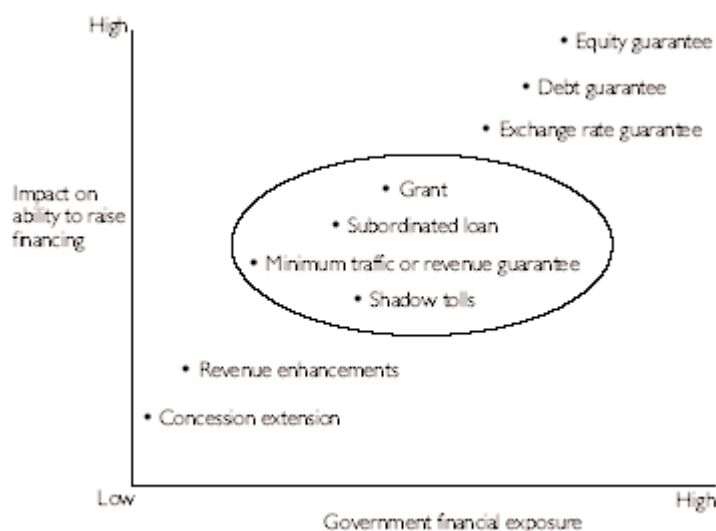 High
• Equity guarantee
• Debt guarantee
• Exchange rate guarantee
Impact on
ability to raise
financing
• Grant
• Subordinated loan
• Minimum traffic or revenue guarantee
• Shadow tolls
• Revenue enhancements
• Concession extension
Low
High
Government financial exposure